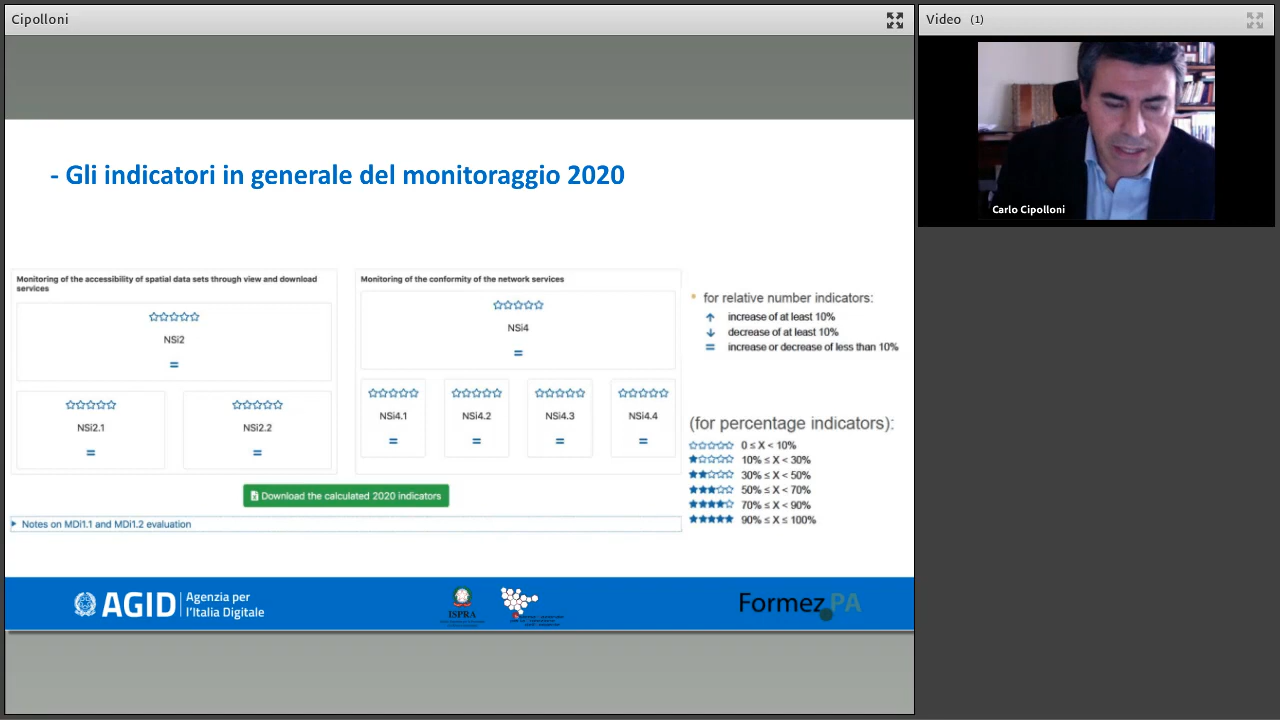 Cipolloni
Video (1)
Carlo Cipolloni
- Gli indicatori in generale del monitoraggio 2020
Monitoring of the accessibility of spatial data sets through view and download
services
NSi2
=
NSi2.1
=
NSi2.2
=
Monitoring of the conformity of the network services
NSi4
=
NSi4.1
=
NSi4.2
=
NSi4.3
=
NSi4.4
=
Download the calculated 2020 indicators
Notes on MDi1.1 and MDi1.2 evaluation
for relative number indicators:
↑ increase of at least 10%
↓ decrease of at least 10%
= increase or decrease of less than 10%
(for percentage indicators):
☆☆☆☆☆ 0 ≤ X < 10%
★☆☆☆☆ 10% ≤ X < 30%
★★☆☆☆ 30% ≤ X < 50%
★★★☆☆ 50% ≤ X < 70%
★★★★☆ 70% ≤ X < 90%
★★★★★ 90% ≤ X ≤ 100%
AGID Agenzia per
l'Italia Digitale
ISPRA
Formez PA